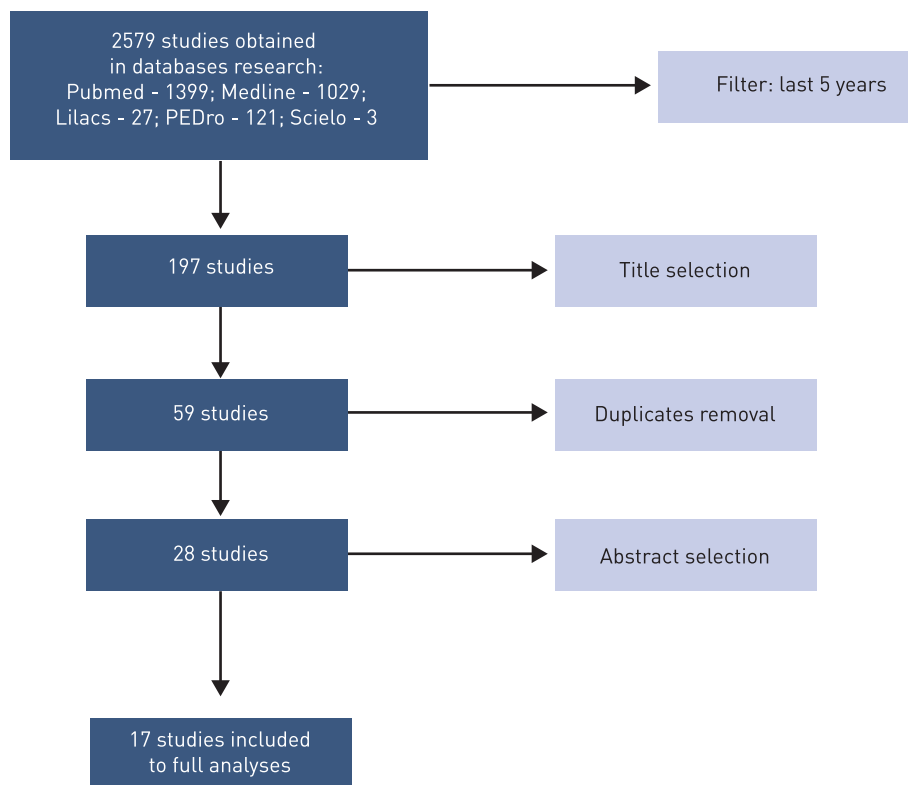 2579 studies obtained
in databases research:
Pubmed - 1399; Medline - 1029;
Lilacs - 27; PEDro - 121; Scielo - 3
Filter: last 5 years
197 studies
Title selection
59 studies
Duplicates removal
28 studies
Abstract selection
17 studies included
to full analyses